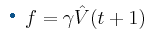 • f = γV̂(t + 1)